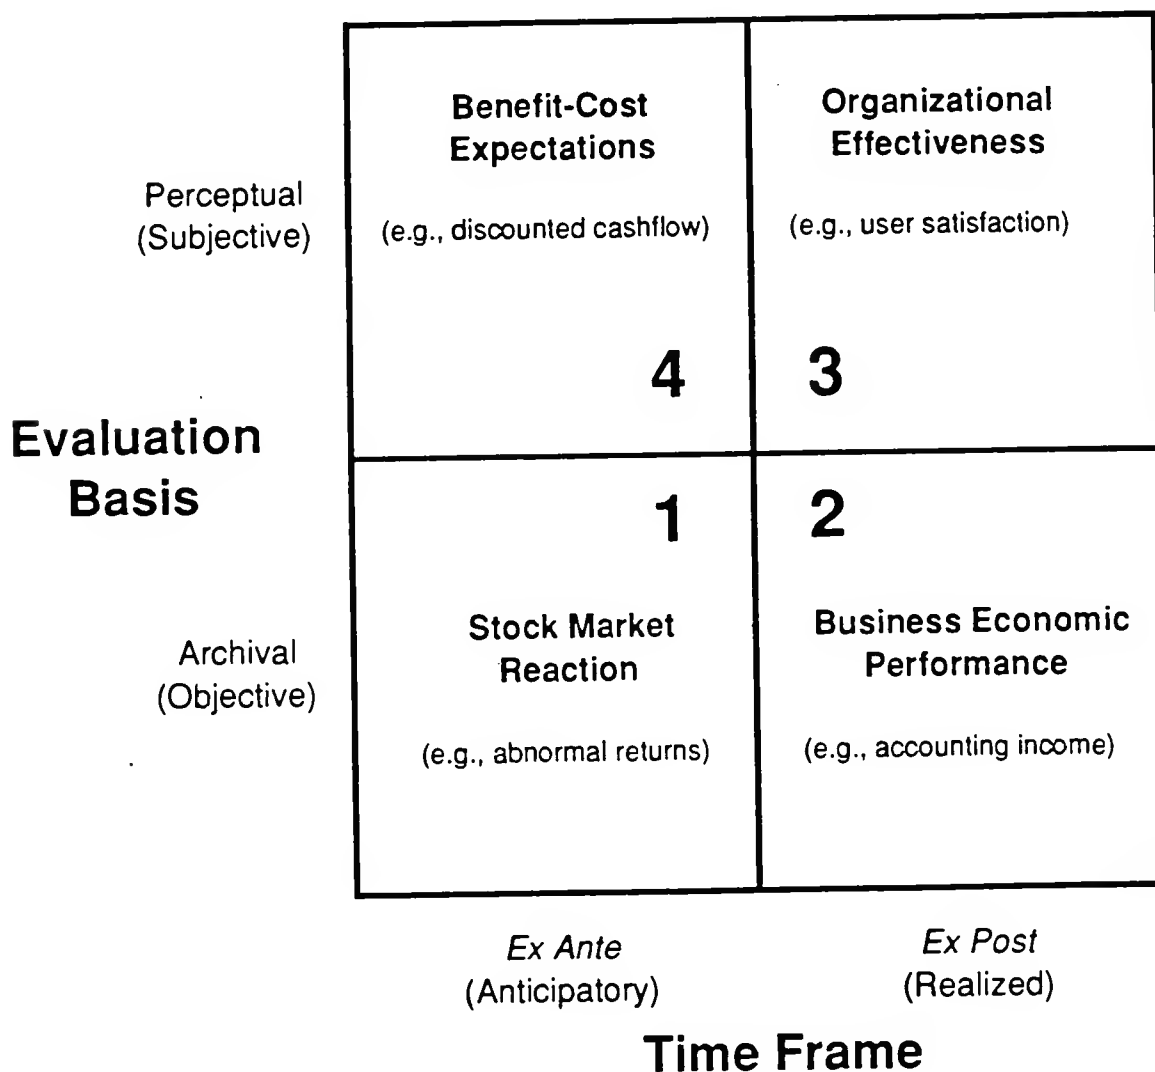 Benefit-Cost
Expectations
(e.g., discounted cashflow)
4
Organizational
Effectiveness
(e.g., user satisfaction)
3
Perceptual
(Subjective)
Evaluation
Basis
1
Stock Market
Reaction
(e.g., abnormal returns)
2
Business Economic
Performance
(e.g., accounting income)
Archival
(Objective)
Ex Ante
(Anticipatory)
Ex Post
(Realized)
Time Frame